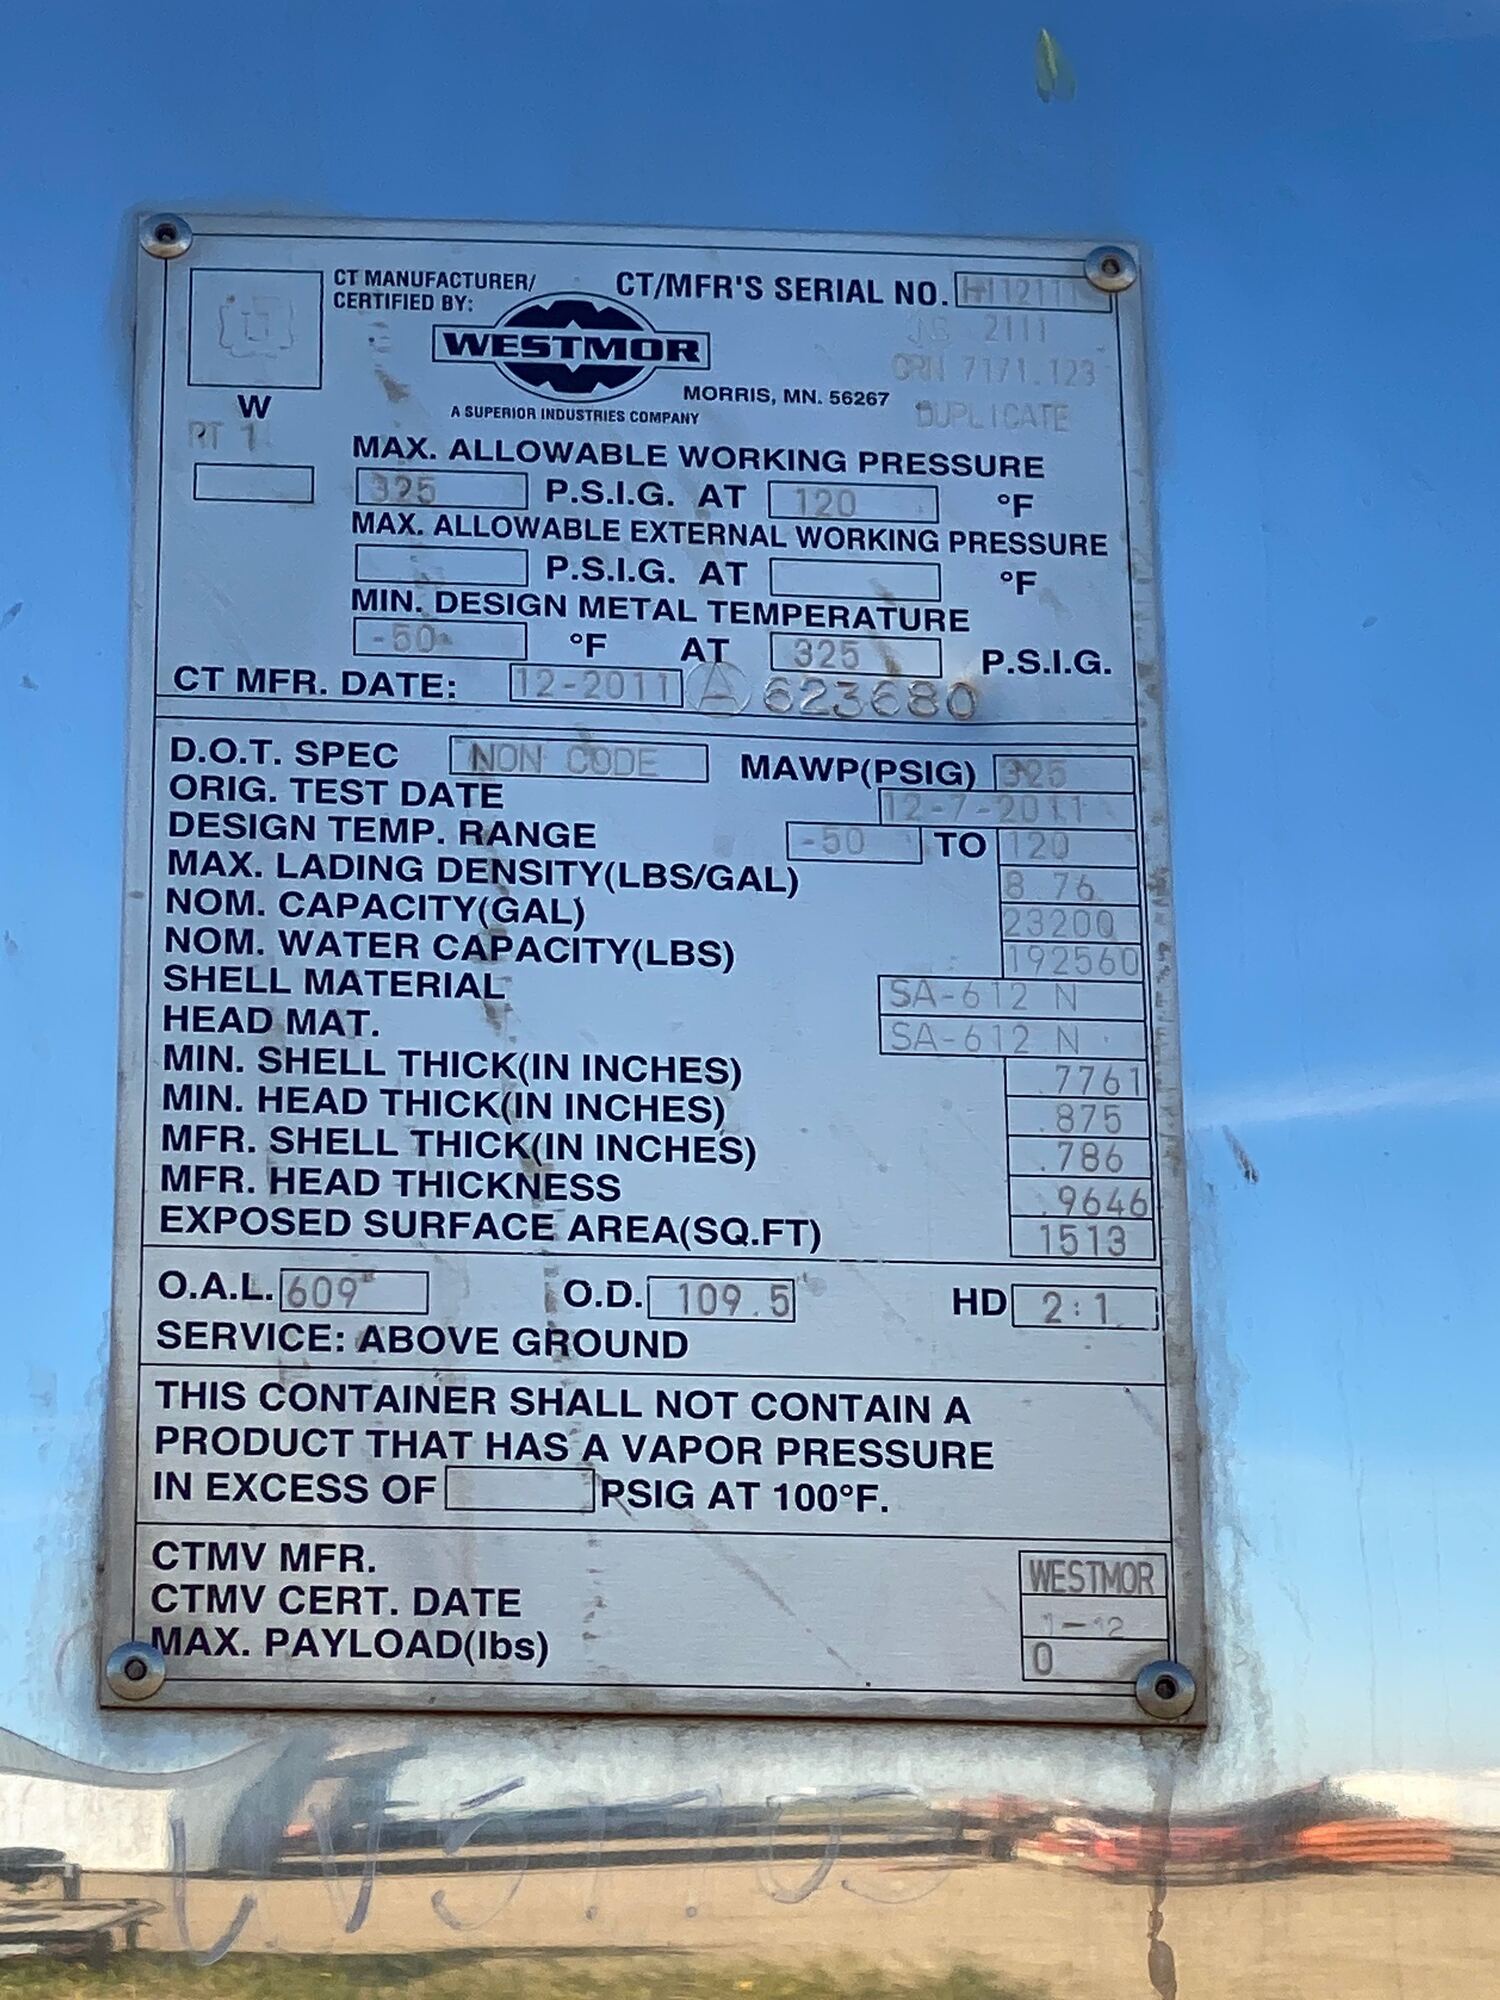 CT MANUFACTURER/
CERTIFIED BY:
CT/MFR'S SERIAL NO.
WESTMOR
2111
CRN 7171.123
MORRIS, MN. 56267
A SUPERIOR INDUSTRIES COMPANY
DUPLICATE
W
RT 1
MAX. ALLOWABLE WORKING PRESSURE
325 P.S.I.G. AT 120 °F
MAX. ALLOWABLE EXTERNAL WORKING PRESSURE
P.S.I.G. AT °F
MIN. DESIGN METAL TEMPERATURE
-50 °F AT 325 P.S.I.G.
CT MFR. DATE: 12-2011 A 623680
D.O.T. SPEC NON CODE MAWP(PSIG) 325
ORIG. TEST DATE 12-7-2011
DESIGN TEMP. RANGE -50 TO 120
MAX. LADING DENSITY(LBS/GAL) 8 76
NOM. CAPACITY(GAL) 23200
NOM. WATER CAPACITY(LBS) 192560
SHELL MATERIAL SA-612 N
HEAD MAT. SA-612 N
MIN. SHELL THICK(IN INCHES) .7761
MIN. HEAD THICK(IN INCHES) .875
MFR. SHELL THICK(IN INCHES) .786
MFR. HEAD THICKNESS .9646
EXPOSED SURFACE AREA(SQ.FT) 1513
O.A.L. 609" O.D. 109.5" HD 2:1
SERVICE: ABOVE GROUND
THIS CONTAINER SHALL NOT CONTAIN A
PRODUCT THAT HAS A VAPOR PRESSURE
IN EXCESS OF PSIG AT 100°F.
CTMV MFR. WESTMOR
CTMV CERT. DATE 1-12
MAX. PAYLOAD(lbs) 0